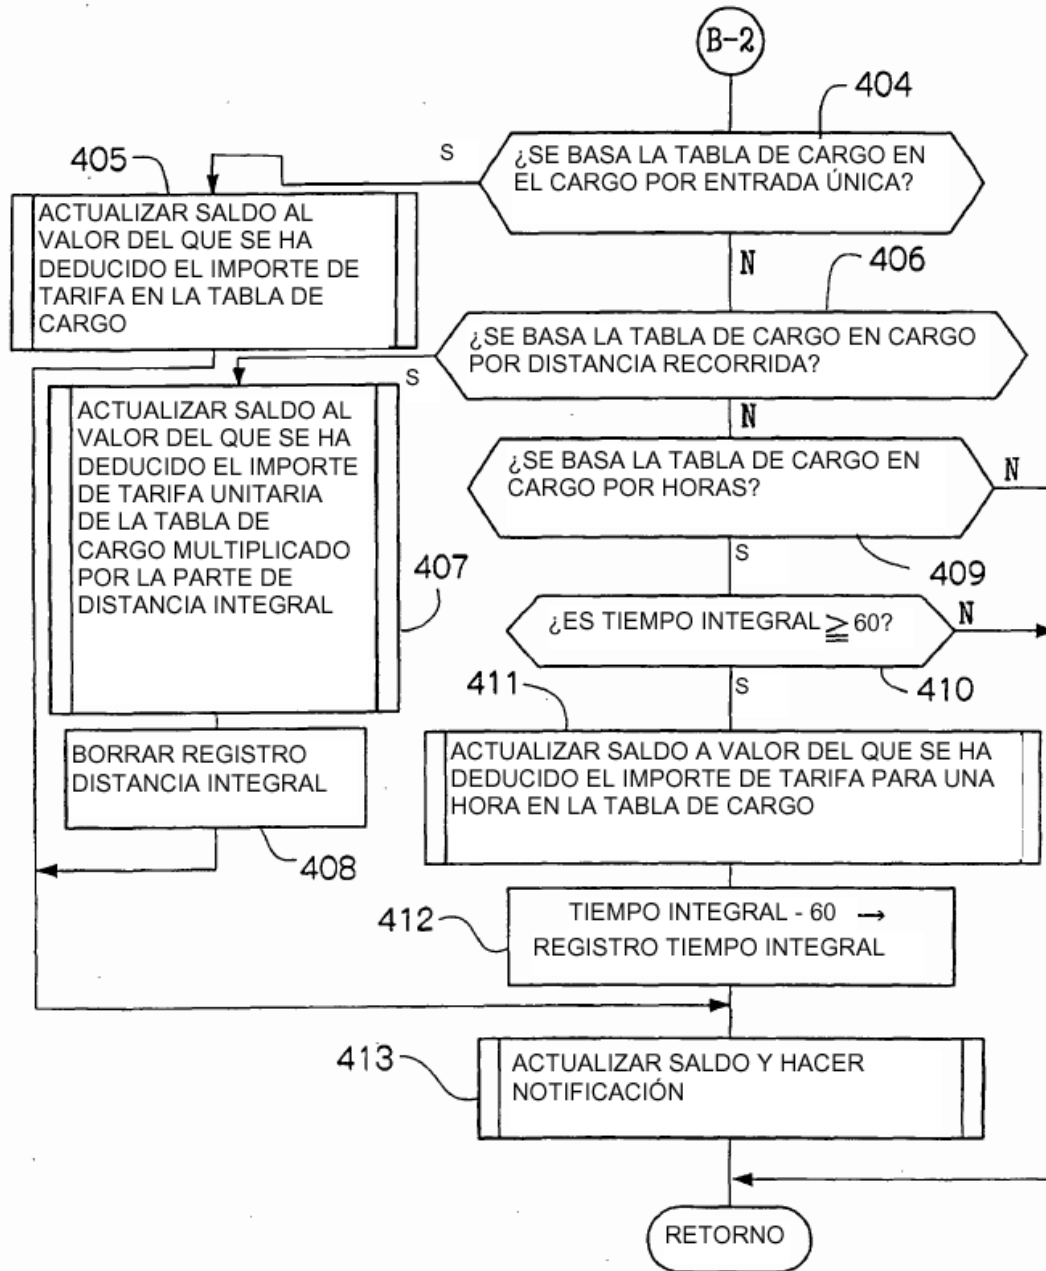 B-2
404
¿SE BASA LA TABLA DE CARGO EN
EL CARGO POR ENTRADA ÚNICA?
S
N
405
ACTUALIZAR SALDO AL
VALOR DEL QUE SE HA
DEDUCIDO EL IMPORTE DE
TARIFA EN LA TABLA DE
CARGO
406
¿SE BASA LA TABLA DE CARGO EN CARGO
POR DISTANCIA RECORRIDA?
S
N
ACTUALIZAR SALDO AL
VALOR DEL QUE SE HA
DEDUCIDO EL IMPORTE
DE TARIFA UNITARIA
DE LA TABLA DE
CARGO MULTIPLICADO
POR LA PARTE DE
DISTANCIA INTEGRAL
407
BORRAR REGISTRO
DISTANCIA INTEGRAL
408
¿SE BASA LA TABLA DE CARGO EN
CARGO POR HORAS?
N
S
409
¿ES TIEMPO INTEGRAL ≧ 60?
N
S
410
411
ACTUALIZAR SALDO A VALOR DEL QUE SE HA
DEDUCIDO EL IMPORTE DE TARIFA PARA UNA
HORA EN LA TABLA DE CARGO
412
TIEMPO INTEGRAL - 60 →
REGISTRO TIEMPO INTEGRAL
413
ACTUALIZAR SALDO Y HACER
NOTIFICACIÓN
RETORNO